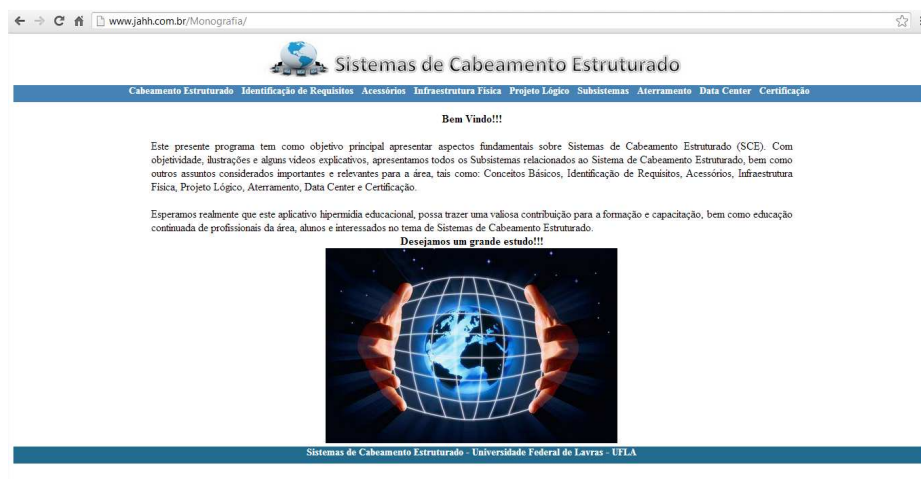 www.jahh.com.br/Monografia/
Sistemas de Cabeamento Estruturado
Cabeamento Estruturado Identificação de Requisitos Acessórios Infraestrutura Física Projeto Lógico Subsistemas Aterramento Data Center Certificação
Bem Vindo!!!
Este presente programa tem como objetivo principal apresentar aspectos fundamentais sobre Sistemas de Cabeamento Estruturado (SCE). Com
objetividade, ilustrações e alguns vídeos explicativos, apresentamos todos os Subsistemas relacionados ao Sistema de Cabeamento Estruturado, bem como
outros assuntos considerados importantes e relevantes para a área, tais como: Conceitos Básicos, Identificação de Requisitos, Acessórios, Infraestrutura
Física, Projeto Lógico, Aterramento, Data Center e Certificação.
Esperamos realmente que este aplicativo hipermídia educacional, possa trazer uma valiosa contribuição para a formação e capacitação, bem como educação
continuada de profissionais da área, alunos e interessados no tema de Sistemas de Cabeamento Estruturado.
Desejamos um grande estudo!!!
Sistemas de Cabeamento Estruturado - Universidade Federal de Lavras - UFLA